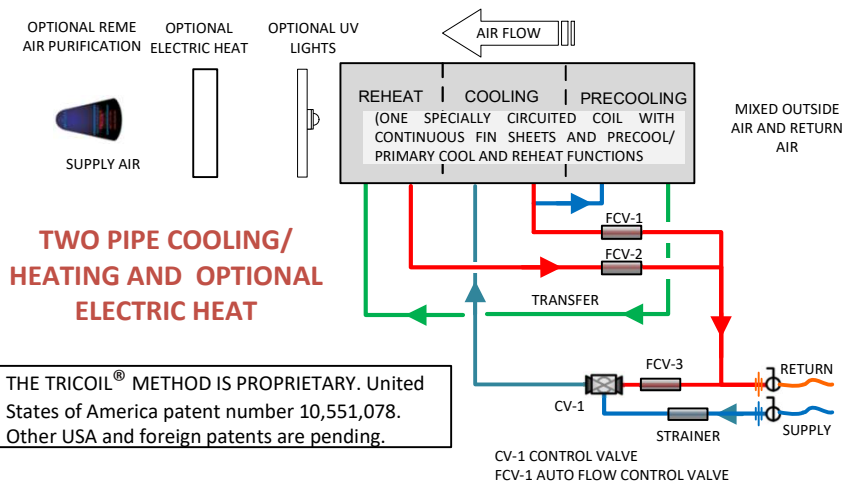 OPTIONAL REME
AIR PURIFICATION
OPTIONAL
ELECTRIC HEAT
OPTIONAL UV
LIGHTS
AIR FLOW
REHEAT
COOLING
PRECOOLING
(ONE SPECIALLY CIRCUITED COIL WITH
CONTINUOUS FIN SHEETS AND PRECOOL/
PRIMARY COOL AND REHEAT FUNCTIONS
MIXED OUTSIDE
AIR AND RETURN
AIR
SUPPLY AIR
TWO PIPE COOLING/
HEATING AND OPTIONAL
ELECTRIC HEAT
FCV-1
FCV-2
TRANSFER
FCV-3
RETURN
CV-1
STRAINER
SUPPLY
THE TRICOIL® METHOD IS PROPRIETARY. United
States of America patent number 10,551,078.
Other USA and foreign patents are pending.
CV-1 CONTROL VALVE
FCV-1 AUTO FLOW CONTROL VALVE